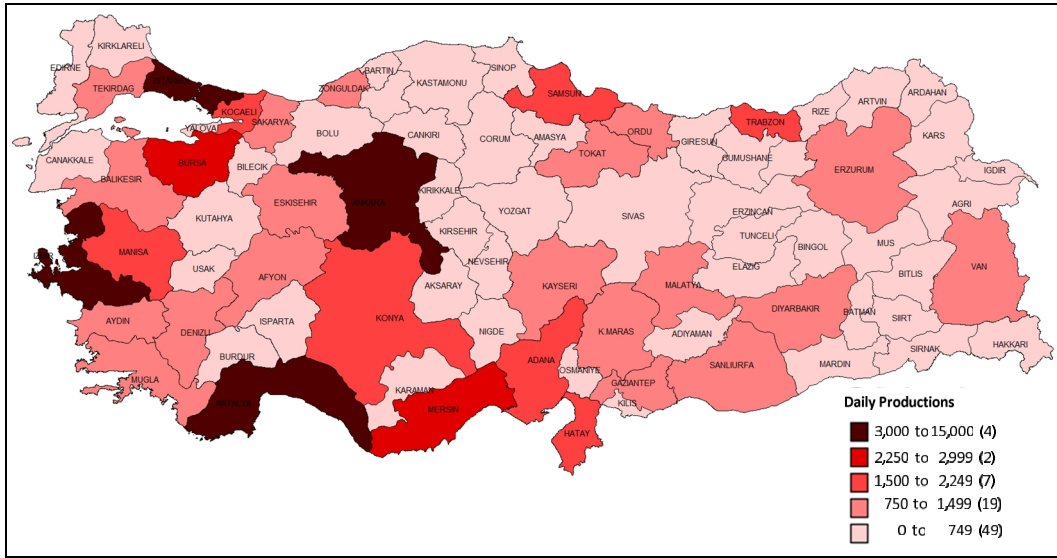 KIRKLARELI
EDIRNE
TEKIRDAG
KOCAELI
YALOVA
SAKARYA
ZONGULDAK
BARTIN
KASTAMONU
SINOP
SAMSUN
BOLU
CANKIRI
CORUM
AMASYA
TOKAT
ORDU
GIRESUN
TRABZON
GUMUSHANE
RIZE
ARTVIN
ARDAHAN
KARS
IGDIR
AGRI
ERZURUM
ERZINCAN
CANAKKALE
BALIKESIR
BURSA
BILECIK
ESKISEHIR
ANKARA
KIRIKKALE
YOZGAT
SIVAS
KUTAHYA
KIRSEHIR
NEVSEHIR
TUNCELI
BINGOL
MUS
VAN
BITLIS
ELAZIG
MANISA
USAK
AFYON
AKSARAY
KAYSERI
MALATYA
DIYARBAKIR
BATMAN
SIIRT
SIRNAK
HAKKARI
MARDIN
AYDIN
DENIZLI
ISPARTA
BURDUR
KONYA
NIGDE
K.MARAS
ADIYAMAN
SANLIURFA
MUGLA
ANTALYA
KARAMAN
MERSIN
ADANA
OSMANIYE
GAZIANTEP
KILIS
HATAY
Daily Productions
3,000 to 15,000 (4)
2,250 to 2,999 (2)
1,500 to 2,249 (7)
750 to 1,499 (19)
0 to 749 (49)